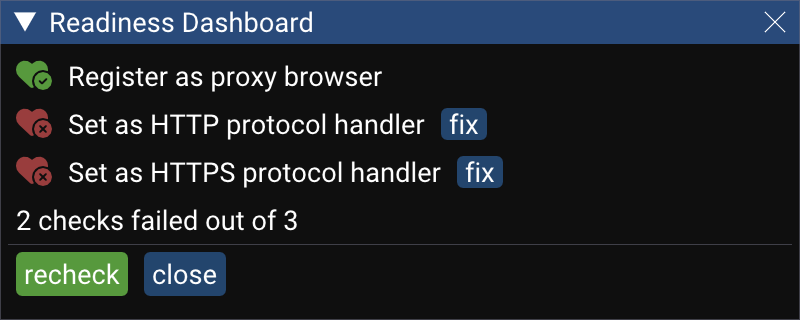 Readiness Dashboard
Register as proxy browser
Set as HTTP protocol handler fix
Set as HTTPS protocol handler fix
2 checks failed out of 3
recheck close